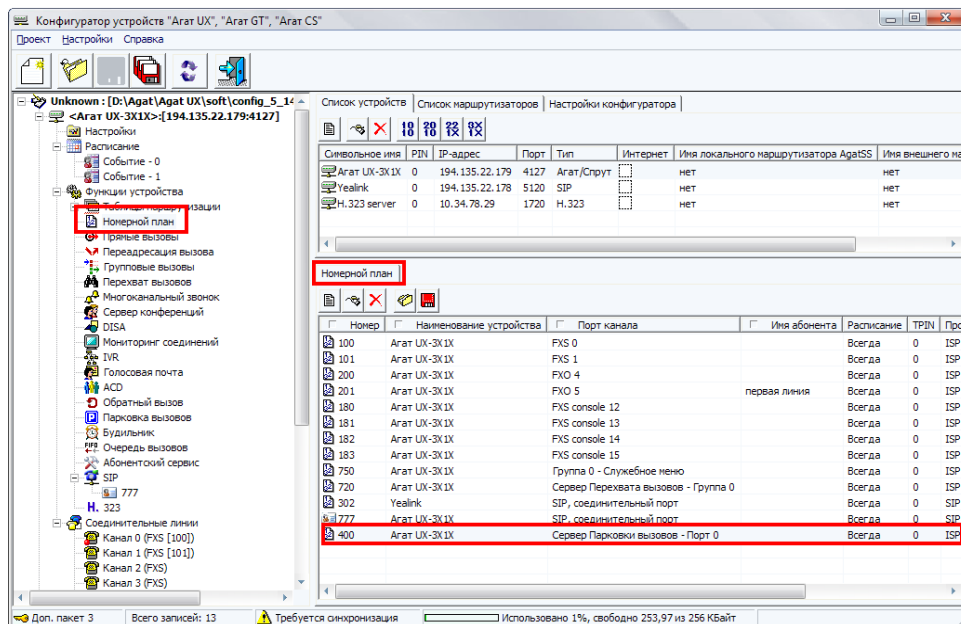 Конфигуратор устройств "Агат UX", "Агат GT", "Агат CS"
Проект Настройки Справка
Unknown : [D:\Agat\Agat UX\soft\config_5_14
<Агат UX-3X1X>:[194.135.22.179:4127]
Настройки
Расписание
Событие - 0
Событие - 1
Функции устройства
Таблицы маршрутизации
Номерной план
Прямые вызовы
Переадресация вызова
Групповые вызовы
Перехват вызовов
Многоканальный звонок
Сервер конференций
DISA
Мониторинг соединений
IVR
Голосовая почта
ACD
Обратный вызов
Парковка вызовов
Будильник
Очередь вызовов
Абонентский сервис
SIP
777
H. 323
Соединительные линии
Канал 0 (FXS [100])
Канал 1 (FXS [101])
Канал 2 (FXS)
Канал 3 (FXS)
Список устройств Список маршрутизаторов Настройки конфигуратора
Символьное имя PIN IP-адрес Порт Тип Интернет Имя локального маршрутизатора AgatSS Имя внешнего ма
Агат UX-3X1X 0 194.135.22.179 4127 Агат/Спрут нет нет
Yealink 0 194.135.22.178 5120 SIP нет нет
H.323 server 0 10.34.78.29 1720 H.323 нет нет
Номерной план
Номер Наименование устройства Порт канала Имя абонента Расписание TPIN Про
100 Агат UX-3X1X FXS 0 Всегда 0 ISP
101 Агат UX-3X1X FXS 1 Всегда 0 ISP
200 Агат UX-3X1X FXO 4 Всегда 0 ISP
201 Агат UX-3X1X FXO 5 первая линия Всегда 0 ISP
180 Агат UX-3X1X FXS console 12 Всегда 0 ISP
181 Агат UX-3X1X FXS console 13 Всегда 0 ISP
182 Агат UX-3X1X FXS console 14 Всегда 0 ISP
183 Агат UX-3X1X FXS console 15 Всегда 0 ISP
750 Агат UX-3X1X Группа 0 - Служебное меню Всегда 0 ISP
720 Агат UX-3X1X Сервер Перехвата вызовов - Группа 0 Всегда 0 ISP
302 Yealink SIP, соединительный порт Всегда 0 SIP
777 Агат UX-3X1X SIP, соединительный порт Всегда 0 SIP
400 Агат UX-3X1X Сервер Парковки вызовов - Порт 0 Всегда 0 ISP
Доп. пакет 3 Всего записей: 13 Требуется синхронизация Использовано 1%, свободно 253,97 из 256 КБайт